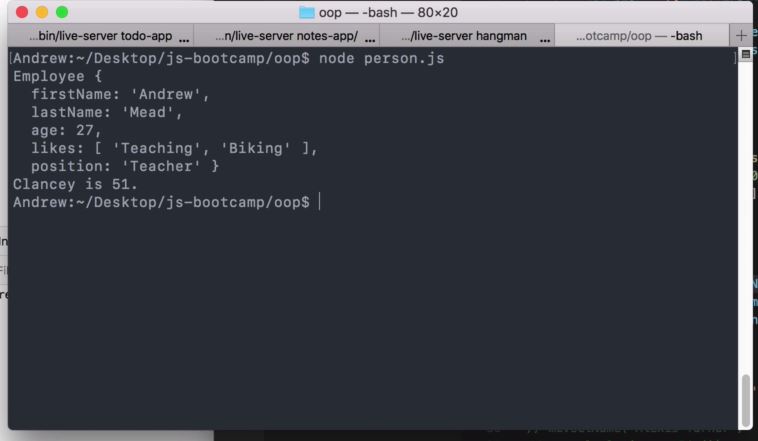 oop — -bash — 80×20
...bin/live-server todo-app ...
...n/live-server notes-app/ ...
.../live-server hangman ...
...otcamp/oop — -bash
+
[Andrew:~/Desktop/js-bootcamp/oop$ node person.js ]
Employee {
  firstName: 'Andrew',
  lastName: 'Mead',
  age: 27,
  likes: [ 'Teaching', 'Biking' ],
  position: 'Teacher' }
Clancey is 51.
Andrew:~/Desktop/js-bootcamp/oop$